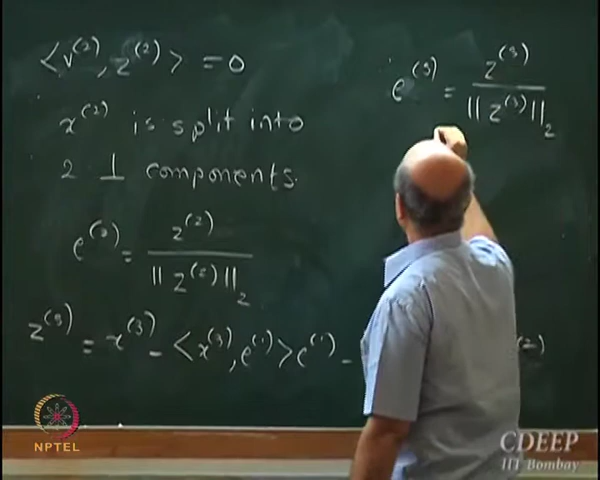 < v^(2), z^(2) > = 0
x^(2) is split into
2 ⊥ components.
e^(2) = z^(2) / || z^(2) ||_2
z^(3) = x^(3) - < x^(3), e^(1) > e^(1) -
e^(3) = z^(3) / || z^(3) ||_2
NPTEL
CDEEP
IIT Bombay